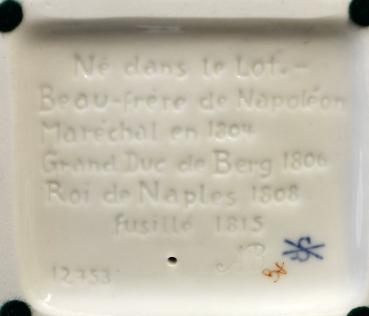 Né dans le Lot.-
Beau-frère de Napoléon
Maréchal en 1804
Grand Duc de Berg 1806
Roi de Naples 1808
fusillé 1815
12753